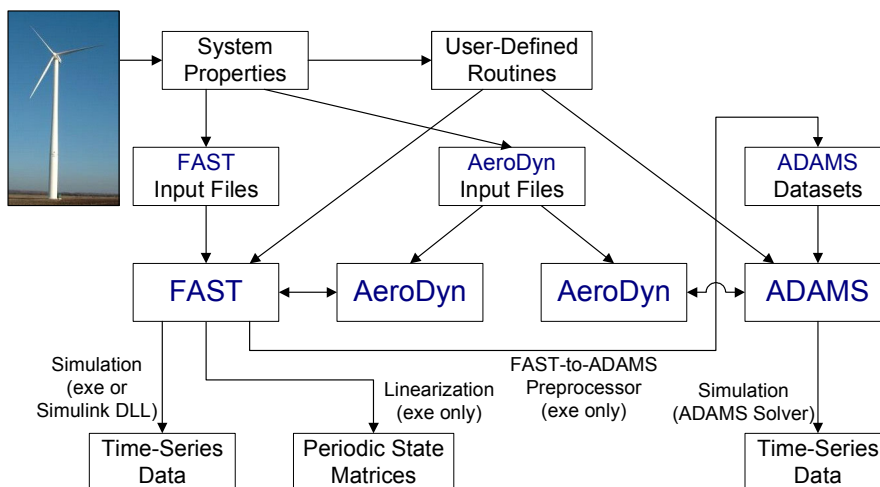 System
Properties
User-Defined
Routines
FAST
Input Files
AeroDyn
Input Files
ADAMS
Datasets
FAST
AeroDyn
AeroDyn
ADAMS
Simulation
(exe or
Simulink DLL)
Linearization
(exe only)
FAST-to-ADAMS
Preprocessor
(exe only)
Simulation
(ADAMS Solver)
Time-Series
Data
Periodic State
Matrices
Time-Series
Data